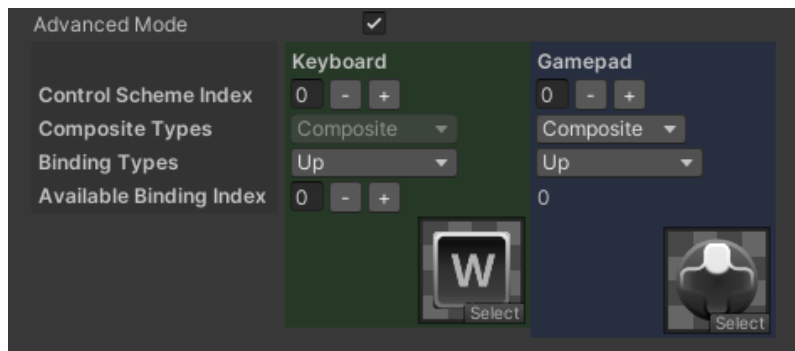 Advanced Mode
Keyboard Gamepad
Control Scheme Index 0 - + 0 - +
Composite Types Composite Composite
Binding Types Up Up
Available Binding Index 0 - + 0
W
Select Select